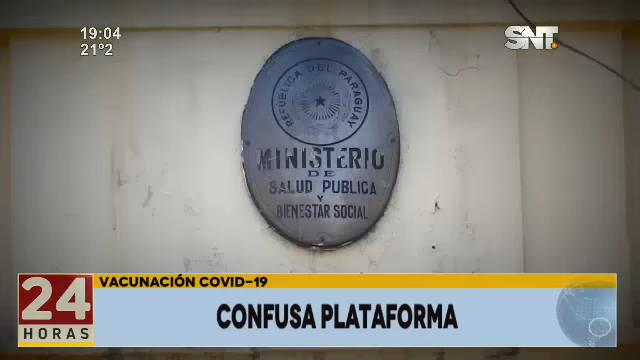 19:04
21°2
SNT.
REPÚBLICA DEL PARAGUAY
MINISTERIO
DE
SALUD PUBLICA
Y
BIENESTAR SOCIAL
VACUNACIÓN COVID-19
24
HORAS
CONFUSA PLATAFORMA